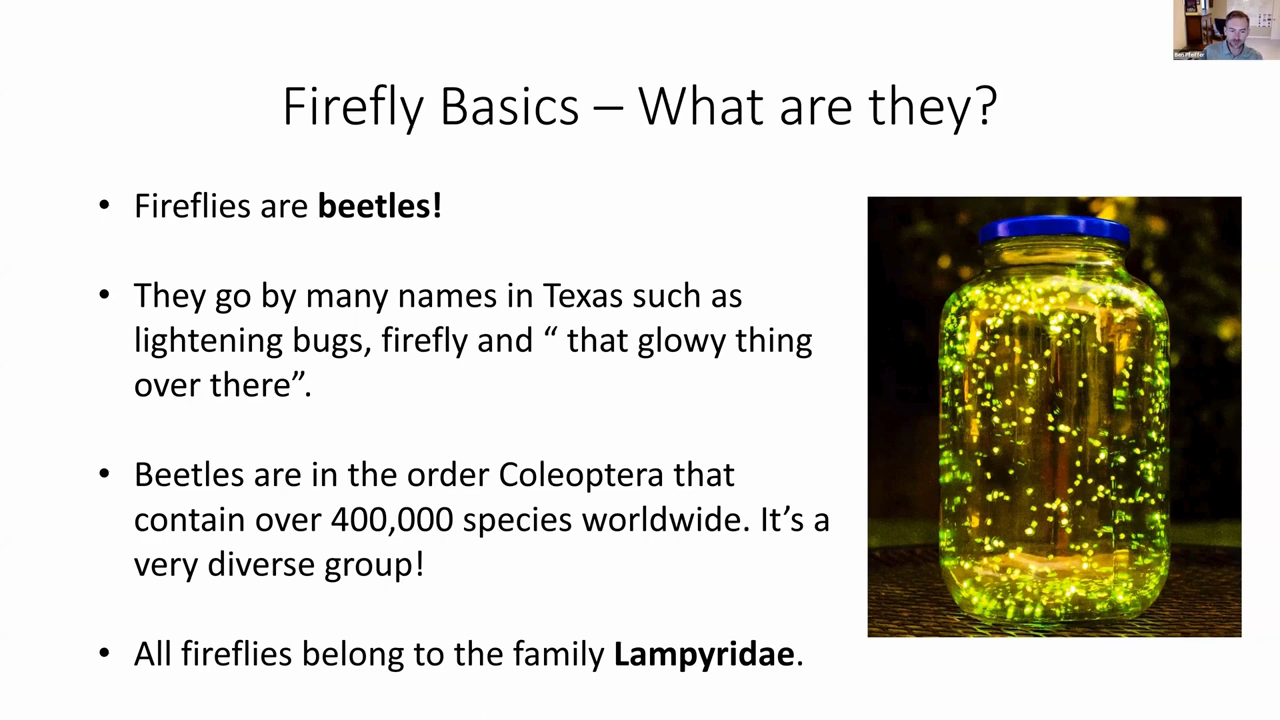 Ben Pfeiffer
Firefly Basics – What are they?
• Fireflies are beetles!
• They go by many names in Texas such as
lightening bugs, firefly and “ that glowy thing
over there”.
• Beetles are in the order Coleoptera that
contain over 400,000 species worldwide. It’s a
very diverse group!
• All fireflies belong to the family Lampyridae.